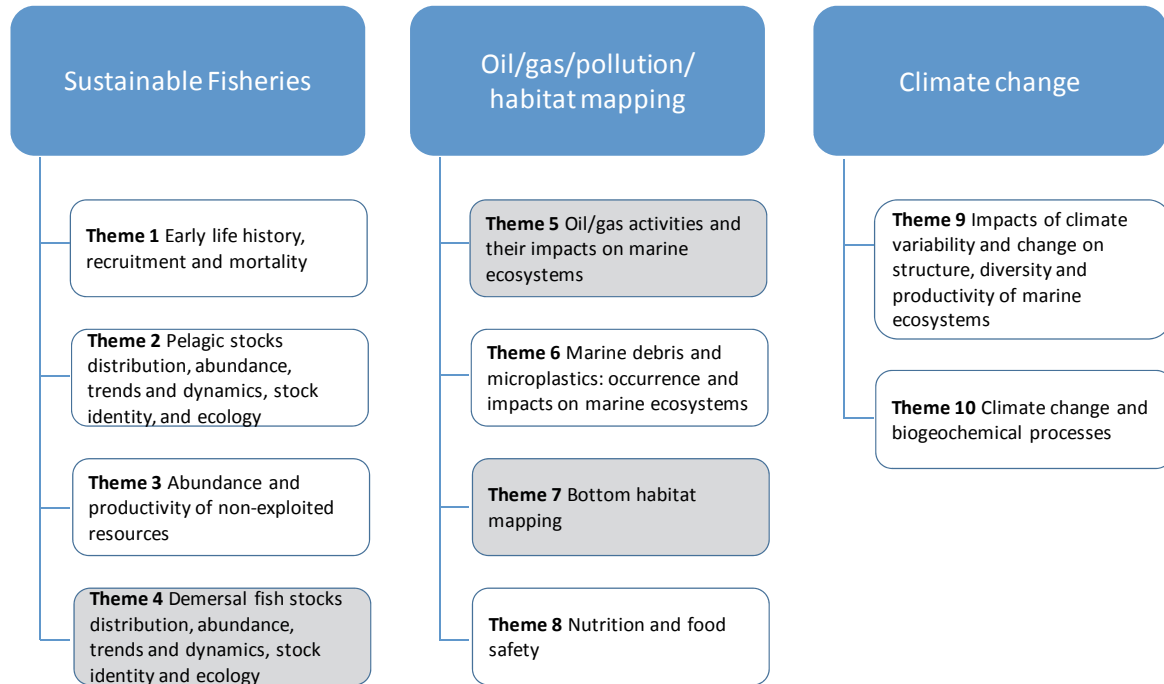 Sustainable Fisheries
Theme 1 Early life history,
recruitment and mortality
Theme 2 Pelagic stocks
distribution, abundance,
trends and dynamics, stock
identity, and ecology
Theme 3 Abundance and
productivity of non-exploited
resources
Theme 4 Demersal fish stocks
distribution, abundance,
trends and dynamics, stock
identity and ecology
Oil/gas/pollution/
habitat mapping
Theme 5 Oil/gas activities and
their impacts on marine
ecosystems
Theme 6 Marine debris and
microplastics: occurrence and
impacts on marine ecosystems
Theme 7 Bottom habitat
mapping
Theme 8 Nutrition and food
safety
Climate change
Theme 9 Impacts of climate
variability and change on
structure, diversity and
productivity of marine
ecosystems
Theme 10 Climate change and
biogeochemical processes